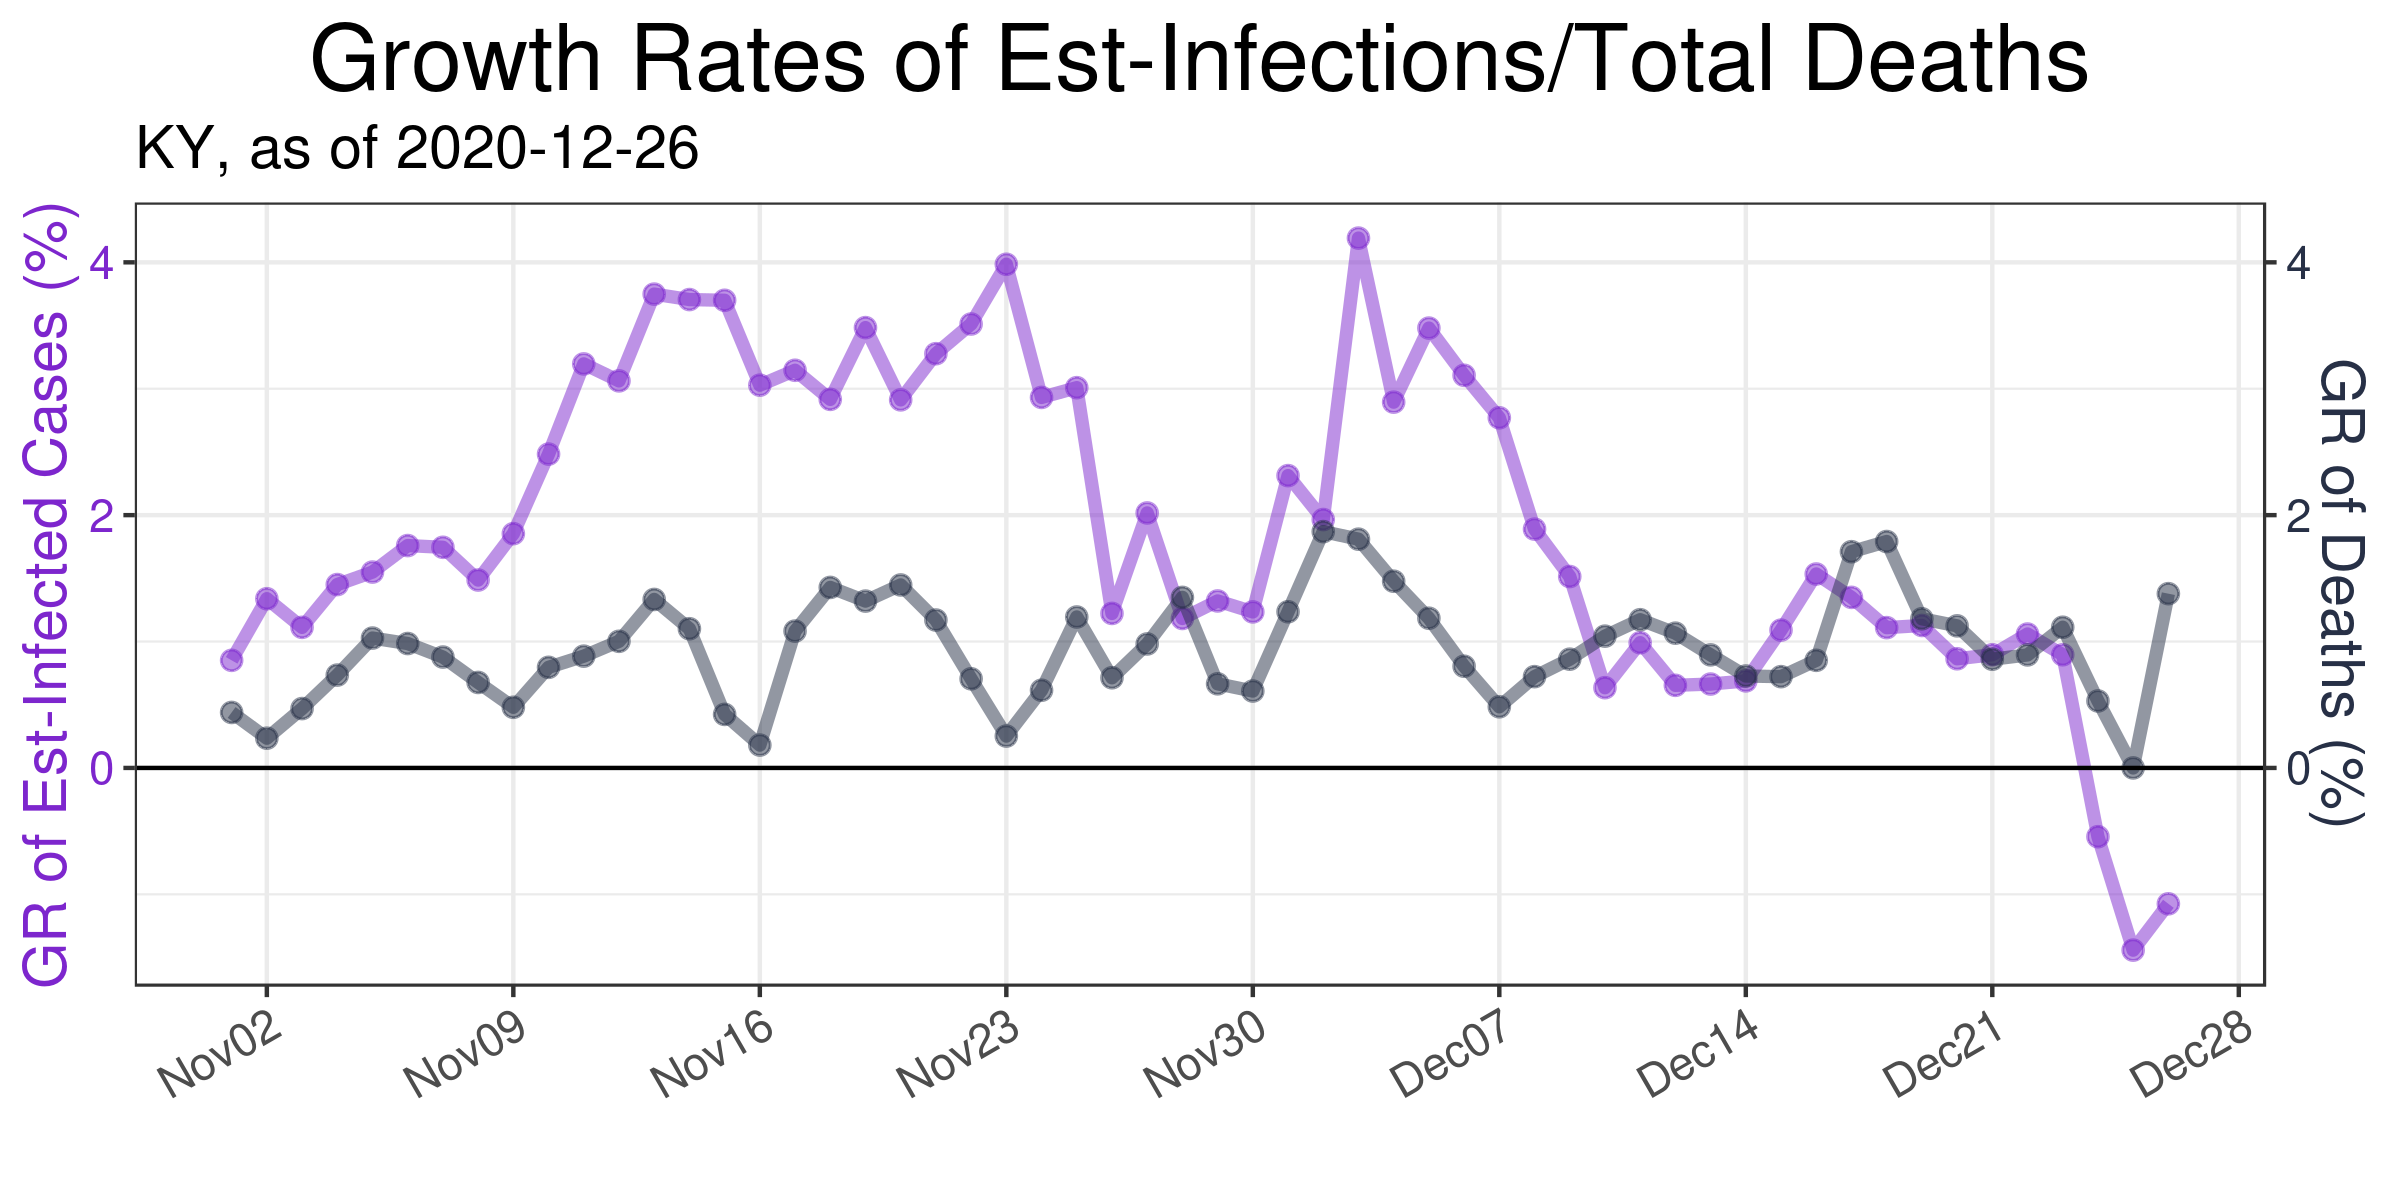 Growth Rates of Est-Infections/Total Deaths
KY, as of 2020-12-26
GR of Est-Infected Cases (%)
4
2
0
4
2
0
GR of Deaths (%)
Nov02
Nov09
Nov16
Nov23
Nov30
Dec07
Dec14
Dec21
Dec28